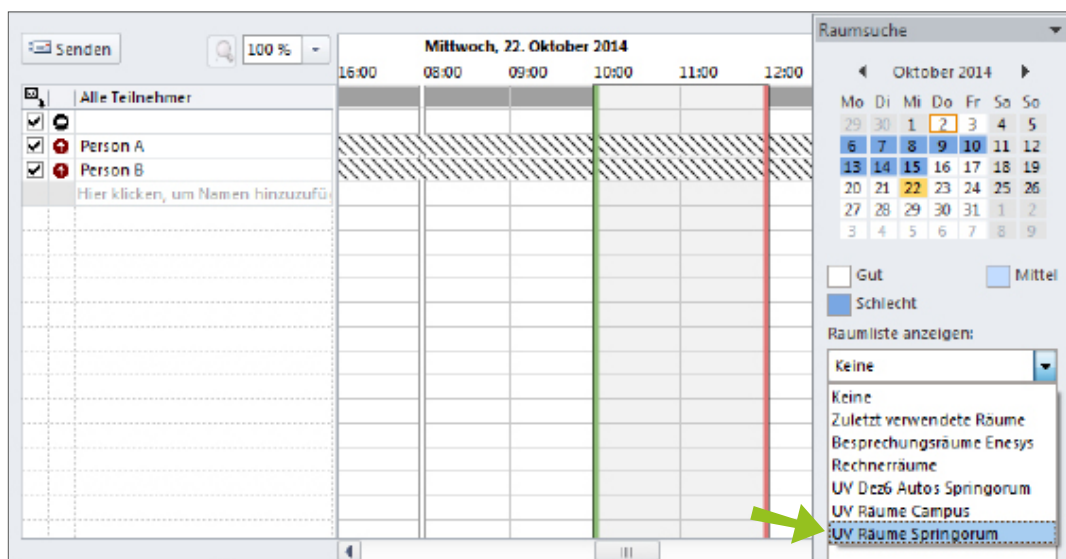 Senden
100 %
Mittwoch, 22. Oktober 2014
16:00 08:00 09:00 10:00 11:00 12:00
Alle Teilnehmer
Person A
Person B
Hier klicken, um Namen hinzuzufü
Raumsuche
Oktober 2014
Mo Di Mi Do Fr Sa So
29 30 1 2 3 4 5
6 7 8 9 10 11 12
13 14 15 16 17 18 19
20 21 22 23 24 25 26
27 28 29 30 31 1 2
3 4 5 6 7 8 9
Gut Mittel
Schlecht
Raumliste anzeigen:
Keine
Keine
Zuletzt verwendete Räume
Besprechungsräume Enesys
Rechnerräume
UV Dez6 Autos Springorum
UV Räume Campus
UV Räume Springorum